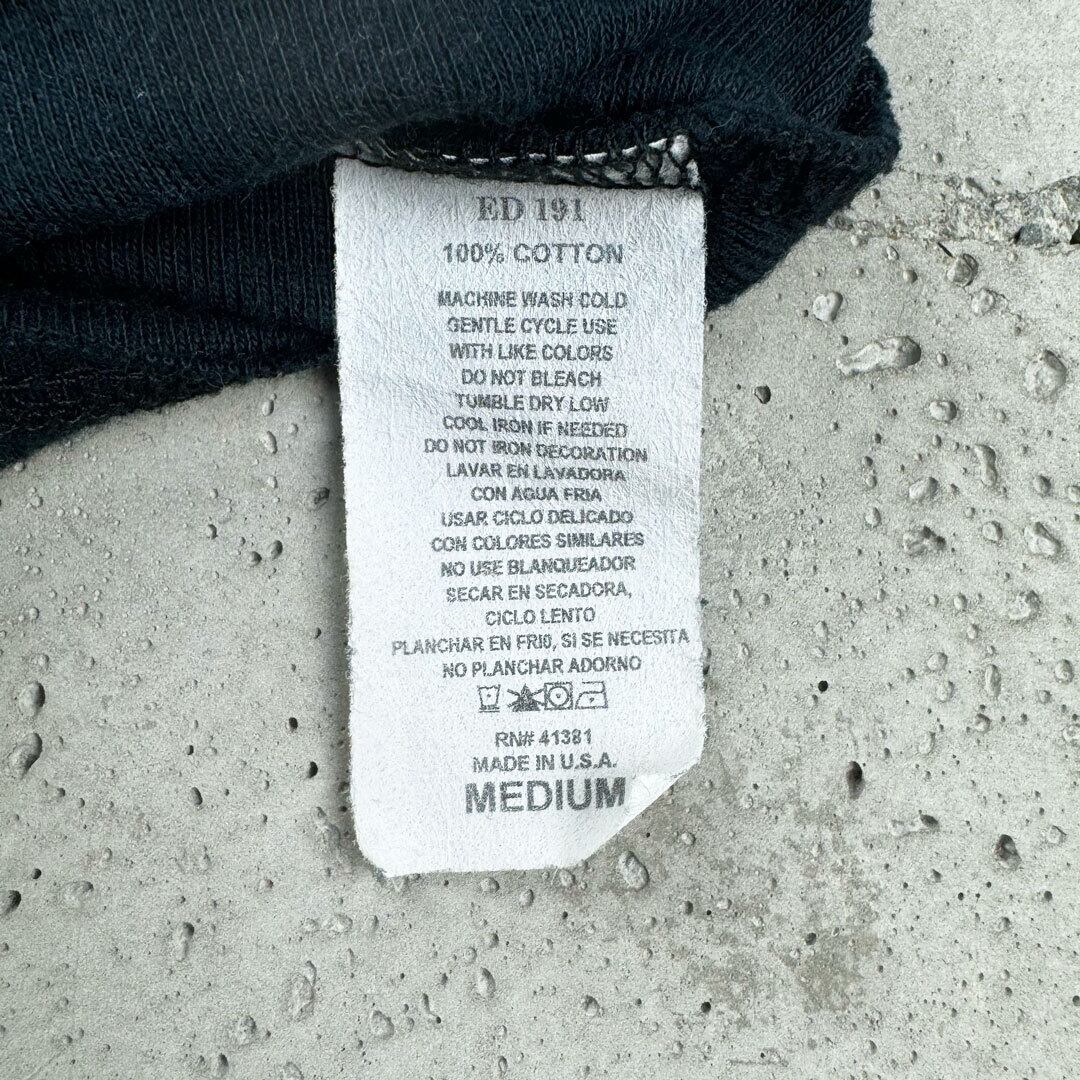 ED 191
100% COTTON
MACHINE WASH COLD
GENTLE CYCLE USE
WITH LIKE COLORS
DO NOT BLEACH
TUMBLE DRY LOW
COOL IRON IF NEEDED
DO NOT IRON DECORATION
LAVAR EN LAVADORA
CON AGUA FRIA
USAR CICLO DELICADO
CON COLORES SIMILARES
NO USE BLANQUEADOR
SECAR EN SECADORA,
CICLO LENTO
PLANCHAR EN FRIO, SI SE NECESITA
NO PLANCHAR ADORNO
RN# 41381
MADE IN U.S.A.
MEDIUM